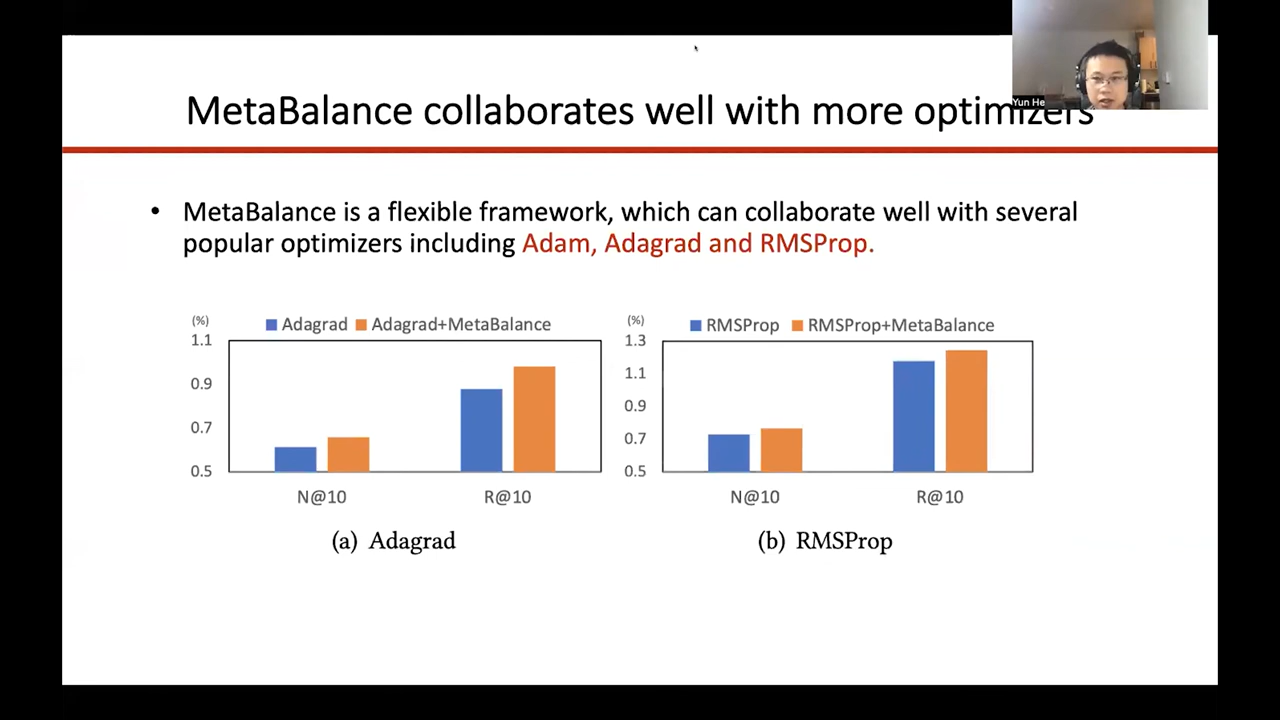 Yun He
MetaBalance collaborates well with more optimizers
• MetaBalance is a flexible framework, which can collaborate well with several
popular optimizers including Adam, Adagrad and RMSProp.
(%)
Adagrad Adagrad+MetaBalance
1.1
0.9
0.7
0.5
N@10 R@10
(a) Adagrad
(%)
RMSProp RMSProp+MetaBalance
1.3
1.1
0.9
0.7
0.5
N@10 R@10
(b) RMSProp